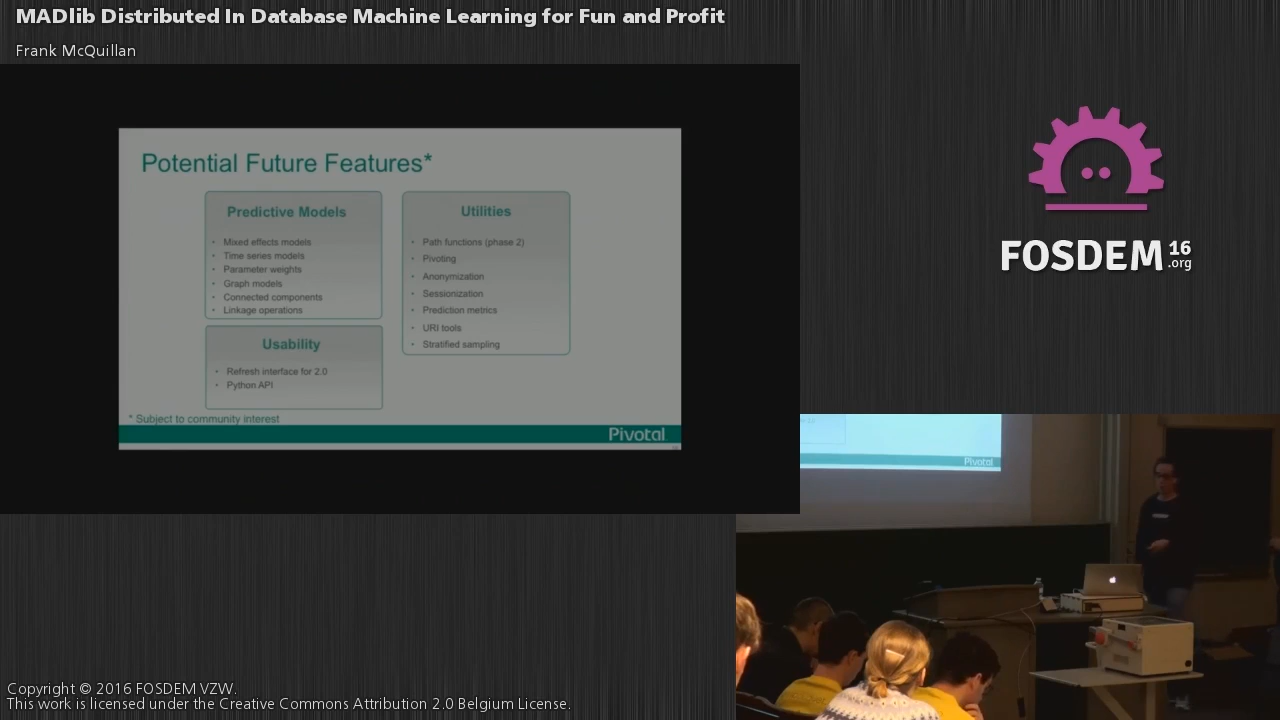 MADlib Distributed In Database Machine Learning for Fun and Profit
Frank McQuillan
Potential Future Features*
Predictive Models
• Mixed effects models
• Time series models
• Parameter weights
• Graph models
• Connected components
• Linkage operations
Usability
• Refresh interface for 2.0
• Python API
Utilities
• Path functions (phase 2)
• Pivoting
• Anonymization
• Sessionization
• Prediction metrics
• URI tools
• Stratified sampling
* Subject to community interest
Pivotal
FOSDEM 16 .org
Pivotal
Copyright © 2016 FOSDEM VZW.
This work is licensed under the Creative Commons Attribution 2.0 Belgium License.